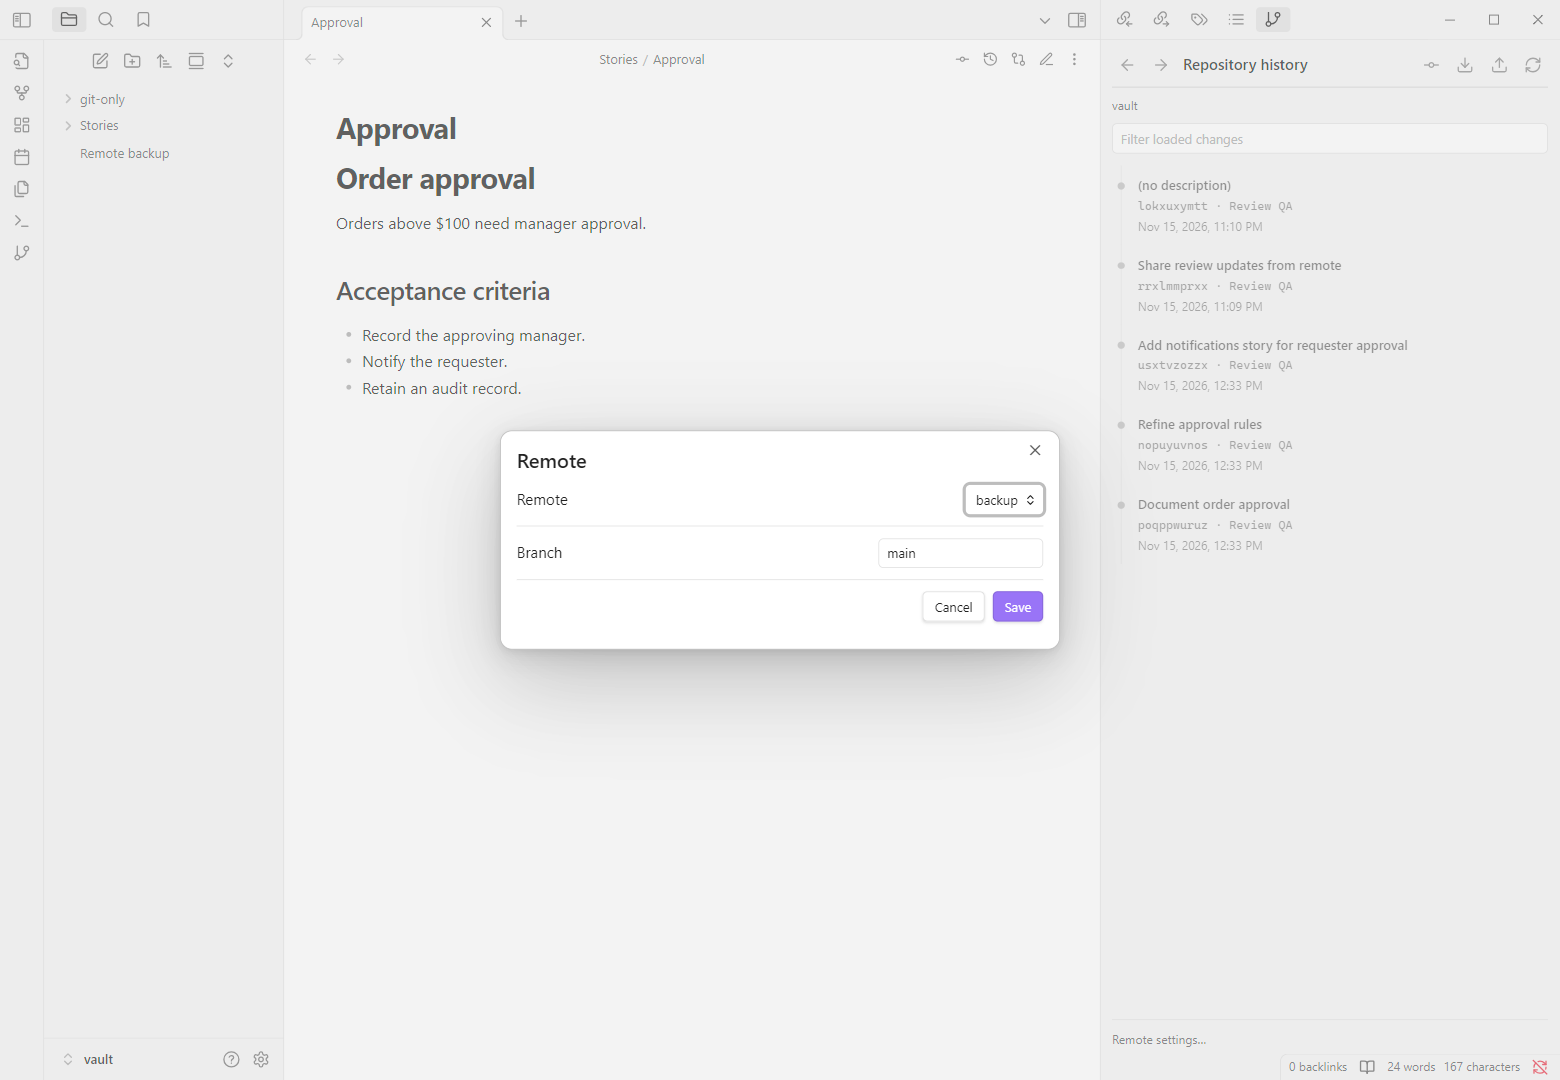 Approval
Stories / Approval
Repository history
vault
Filter loaded changes
git-only
Stories
Remote backup
Approval
Order approval
Orders above $100 need manager approval.
Acceptance criteria
Record the approving manager.
Notify the requester.
Retain an audit record.
Remote
Remote
backup
Branch
main
Cancel
Save
(no description)
lokxuxymtt · Review QA
Nov 15, 2026, 11:10 PM
Share review updates from remote
rrxlmmprxx · Review QA
Nov 15, 2026, 11:09 PM
Add notifications story for requester approval
usxtvzozzx · Review QA
Nov 15, 2026, 12:33 PM
Refine approval rules
nopuyuvnos · Review QA
Nov 15, 2026, 12:33 PM
Document order approval
poqppwuruz · Review QA
Nov 15, 2026, 12:33 PM
Remote settings...
vault
0 backlinks
24 words
167 characters